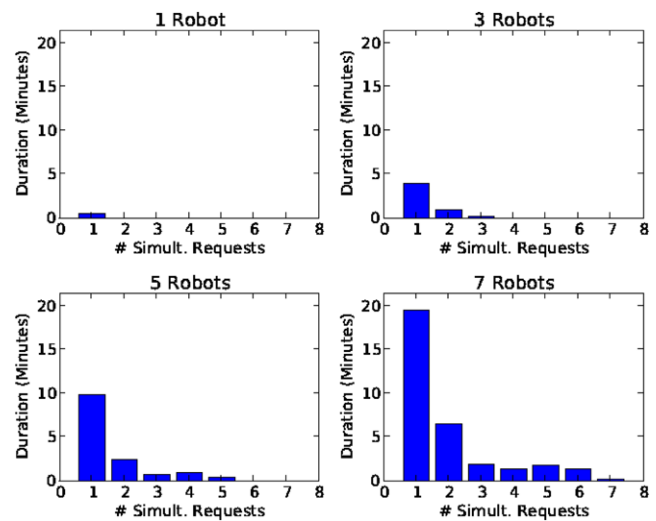 1 Robot
20
15
10
5
0
Duration (Minutes)
0 1 2 3 4 5 6 7 8
# Simult. Requests
3 Robots
20
15
10
5
0
Duration (Minutes)
0 1 2 3 4 5 6 7 8
# Simult. Requests
5 Robots
20
15
10
5
0
Duration (Minutes)
0 1 2 3 4 5 6 7 8
# Simult. Requests
7 Robots
20
15
10
5
0
Duration (Minutes)
0 1 2 3 4 5 6 7 8
# Simult. Requests